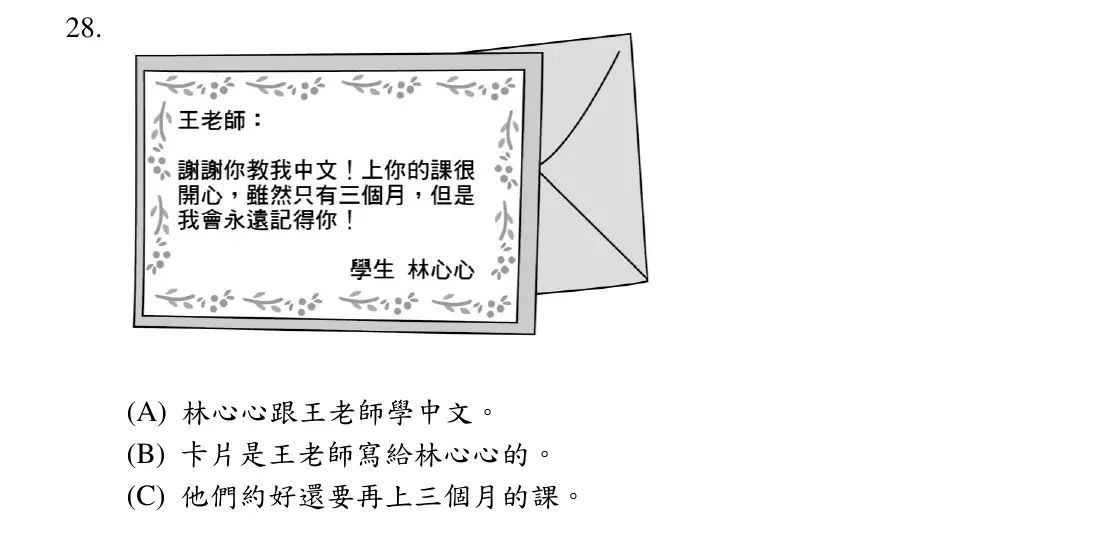 28.
王老師：
謝謝你教我中文！上你的課很
開心，雖然只有三個月，但是
我會永遠記得你！
學生 林心心
(A) 林心心跟王老師學中文。
(B) 卡片是王老師寫給林心心的。
(C) 他們約好還要再上三個月的課。